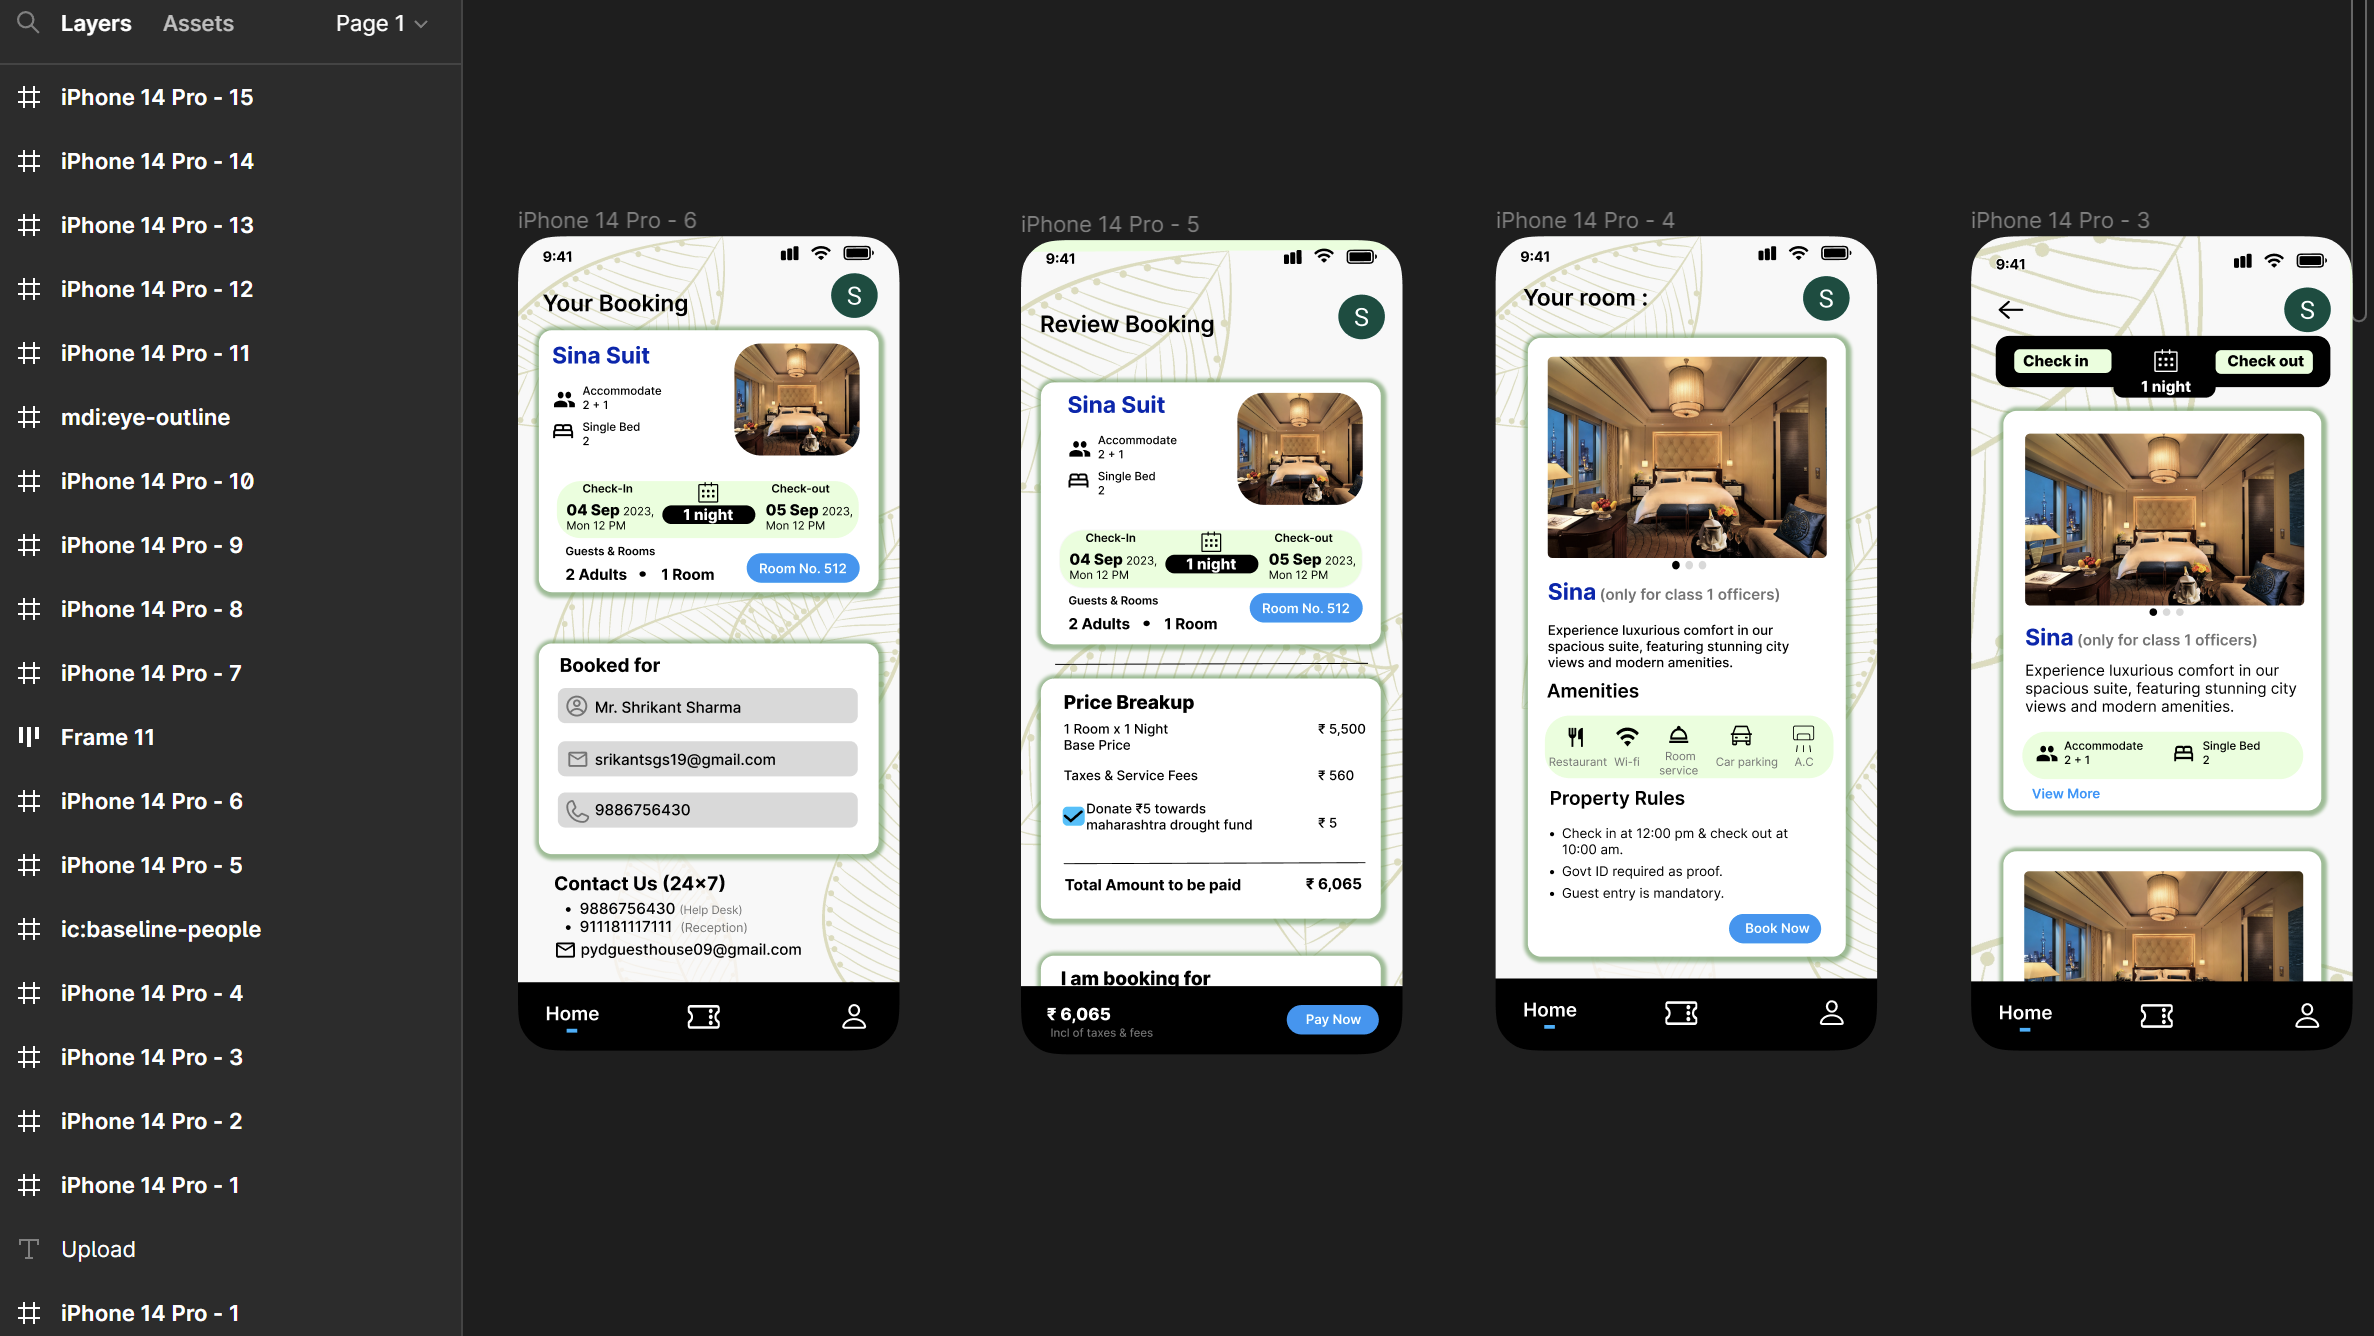 Layers
Assets
Page 1
iPhone 14 Pro - 15
iPhone 14 Pro - 14
iPhone 14 Pro - 13
iPhone 14 Pro - 12
iPhone 14 Pro - 11
mdi:eye-outline
iPhone 14 Pro - 10
iPhone 14 Pro - 9
iPhone 14 Pro - 8
iPhone 14 Pro - 7
Frame 11
iPhone 14 Pro - 6
iPhone 14 Pro - 5
ic:baseline-people
iPhone 14 Pro - 4
iPhone 14 Pro - 3
iPhone 14 Pro - 2
iPhone 14 Pro - 1
Upload
iPhone 14 Pro - 1
iPhone 14 Pro - 6
9:41
Your Booking
S
Sina Suit
Accommodate
2 + 1
Single Bed
2
Check-In
Check-out
04 Sep 2023,
1 night
05 Sep 2023,
Mon 12 PM
Mon 12 PM
Guests & Rooms
2 Adults • 1 Room
Room No. 512
Booked for
Mr. Shrikant Sharma
srikantsgs19@gmail.com
9886756430
Contact Us (24×7)
• 9886756430 (Help Desk)
• 911181117111 (Reception)
pydguesthouse09@gmail.com
Home
iPhone 14 Pro - 5
9:41
Review Booking
S
Sina Suit
Accommodate
2 + 1
Single Bed
2
Check-In
Check-out
04 Sep 2023,
1 night
05 Sep 2023,
Mon 12 PM
Mon 12 PM
Guests & Rooms
2 Adults • 1 Room
Room No. 512
Price Breakup
1 Room x 1 Night
₹ 5,500
Base Price
Taxes & Service Fees
₹ 560
Donate ₹5 towards
maharashtra drought fund
₹ 5
Total Amount to be paid
₹ 6,065
I am booking for
₹ 6,065
Incl of taxes & fees
Pay Now
iPhone 14 Pro - 4
9:41
Your room :
S
Sina (only for class 1 officers)
Experience luxurious comfort in our
spacious suite, featuring stunning city
views and modern amenities.
Amenities
Restaurant
Wi-fi
Room
service
Car parking
A.C
Property Rules
• Check in at 12:00 pm & check out at
10:00 am.
• Govt ID required as proof.
• Guest entry is mandatory.
Book Now
Home
iPhone 14 Pro - 3
9:41
S
Check in
1 night
Check out
Sina (only for class 1 officers)
Experience luxurious comfort in our
spacious suite, featuring stunning city
views and modern amenities.
Accommodate
2 + 1
Single Bed
2
View More
Home